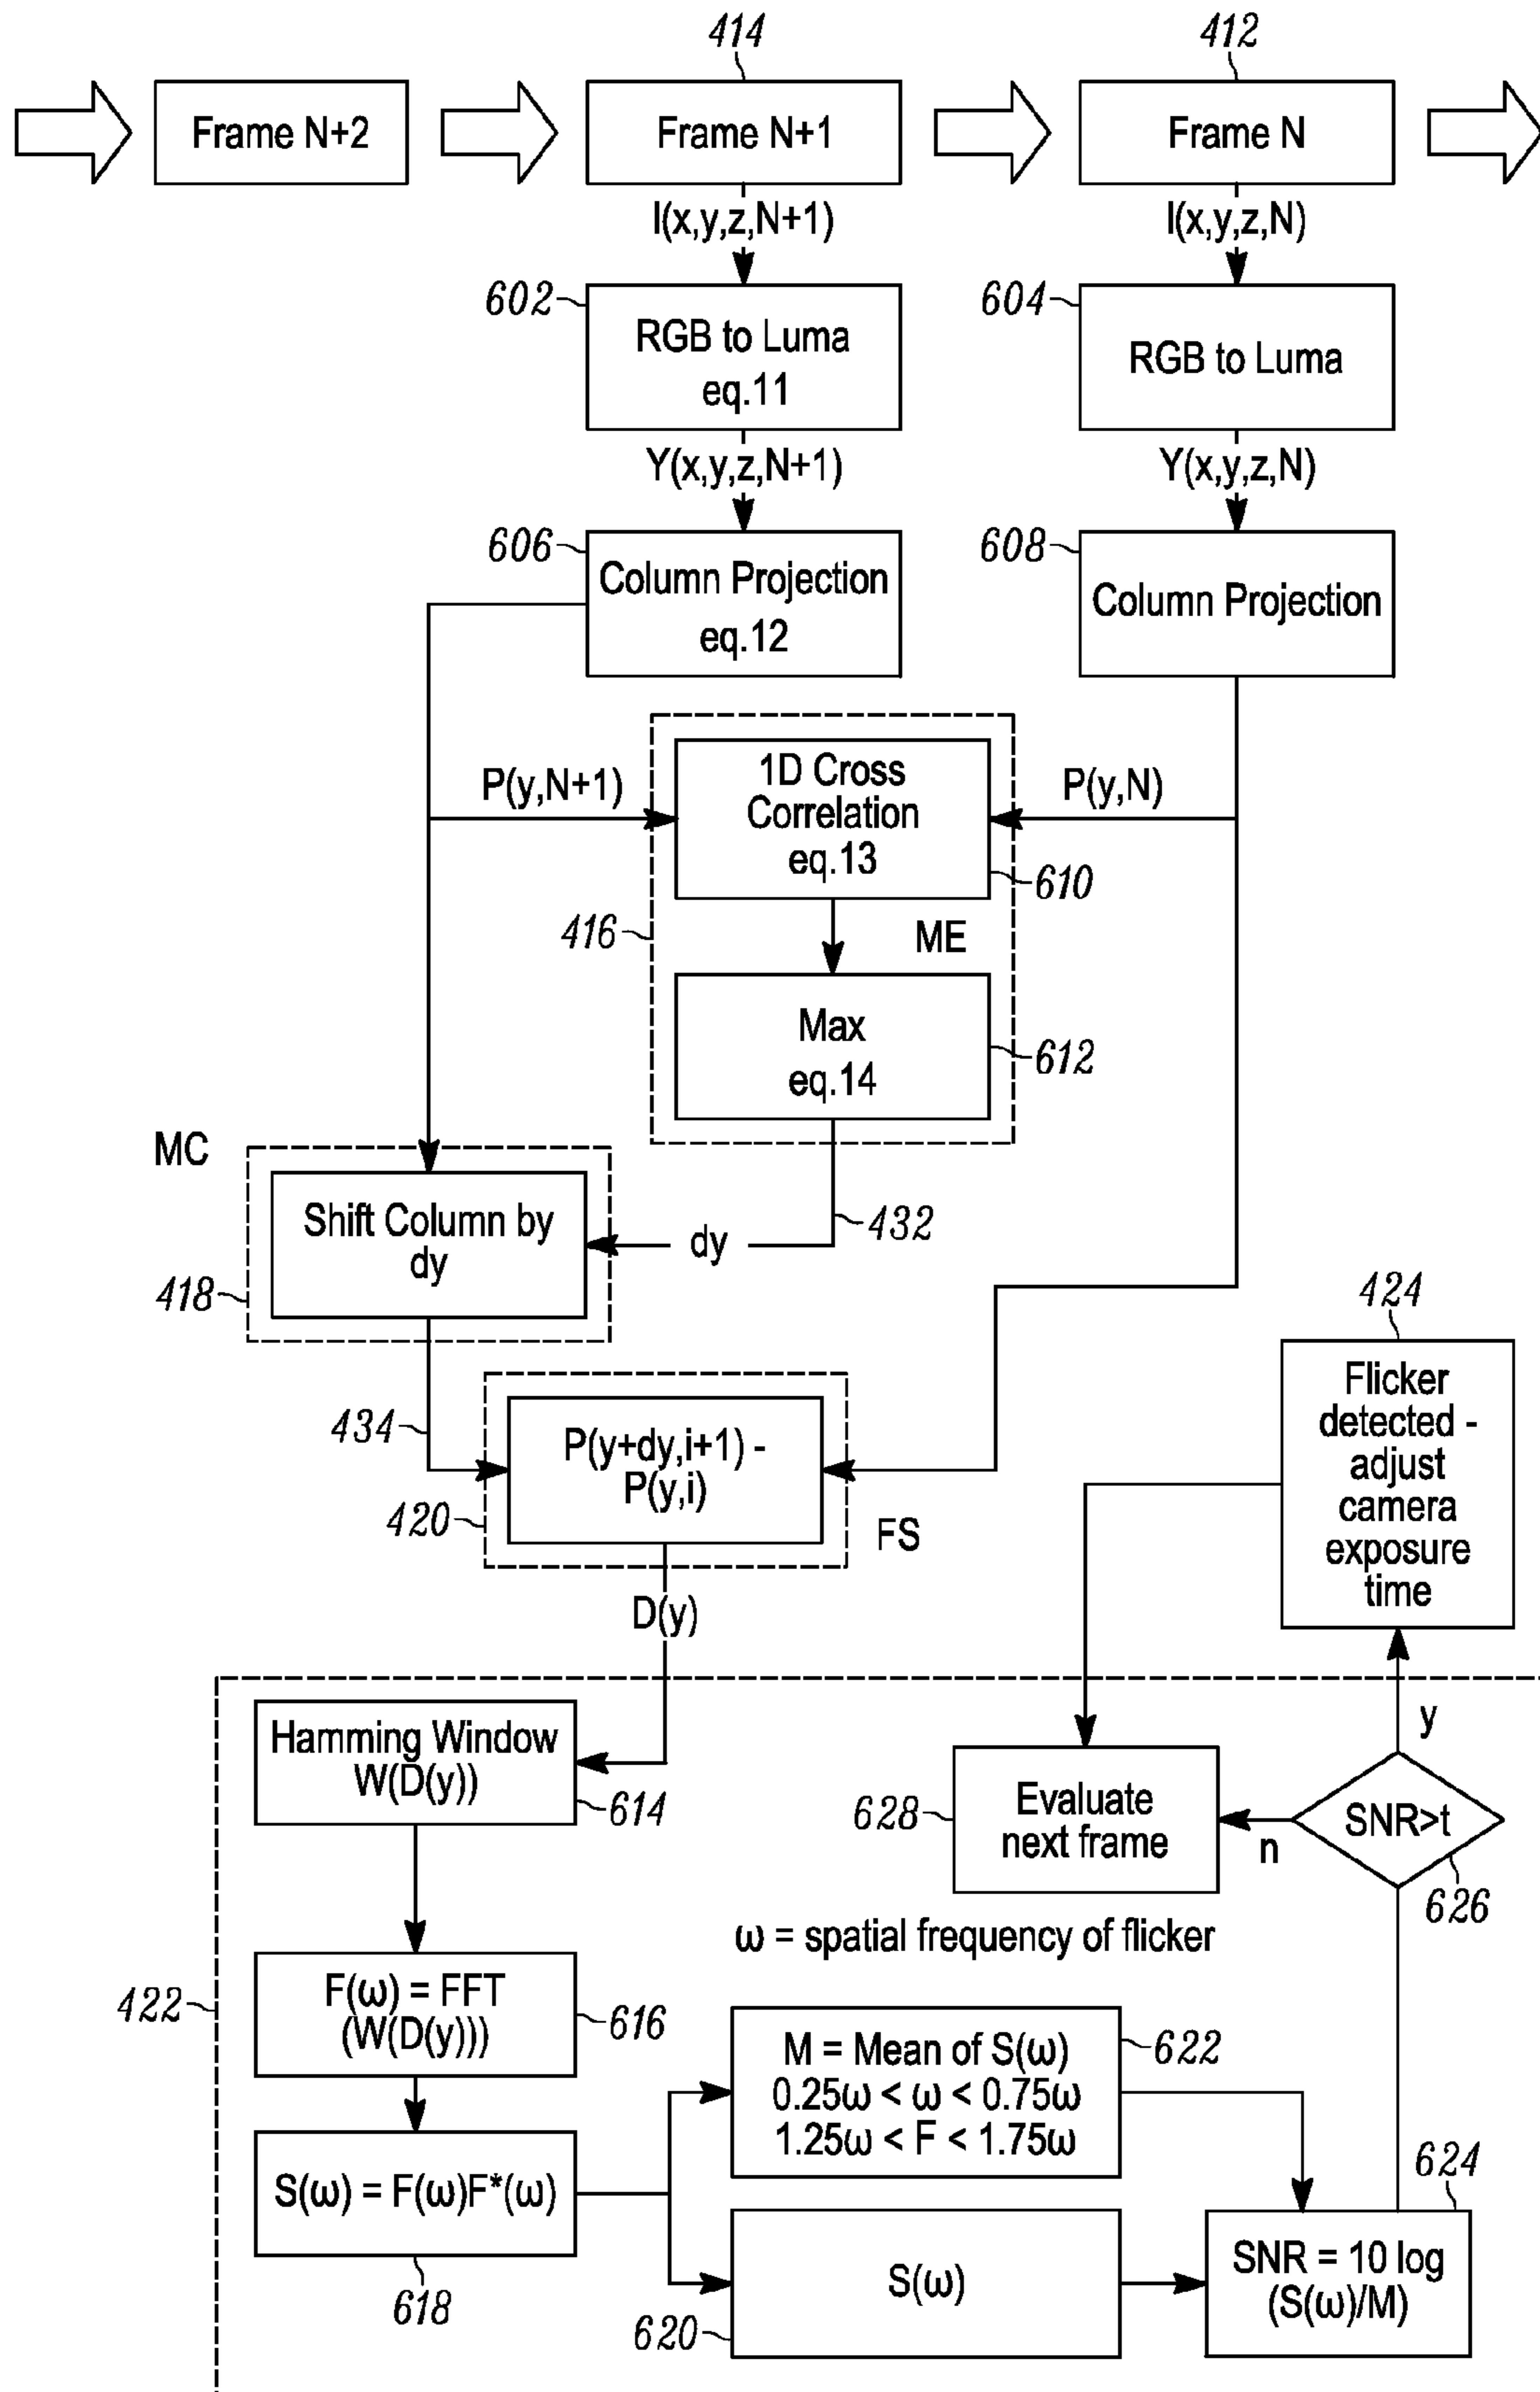 414
412
Frame N+2
Frame N+1
Frame N
I(x,y,z,N+1)
I(x,y,z,N)
602
604
RGB to Luma
eq.11
RGB to Luma
Y(x,y,z,N+1)
Y(x,y,z,N)
606
608
Column Projection
eq.12
Column Projection
P(y,N+1)
1D Cross
Correlation
eq.13
P(y,N)
610
416
ME
Max
eq.14
612
MC
Shift Column by
dy
dy
432
418
424
Flicker
detected -
adjust
camera
exposure
time
434
P(y+dy,i+1) -
P(y,i)
420
FS
D(y)
Hamming Window
W(D(y))
614
y
Evaluate
next frame
628
SNR>t
n
626
ω = spatial frequency of flicker
422
F(ω) = FFT
(W(D(y)))
616
M = Mean of S(ω)
0.25ω < ω < 0.75ω
1.25ω < F < 1.75ω
622
S(ω) = F(ω)F*(ω)
618
S(ω)
620
624
SNR = 10 log
(S(ω)/M)